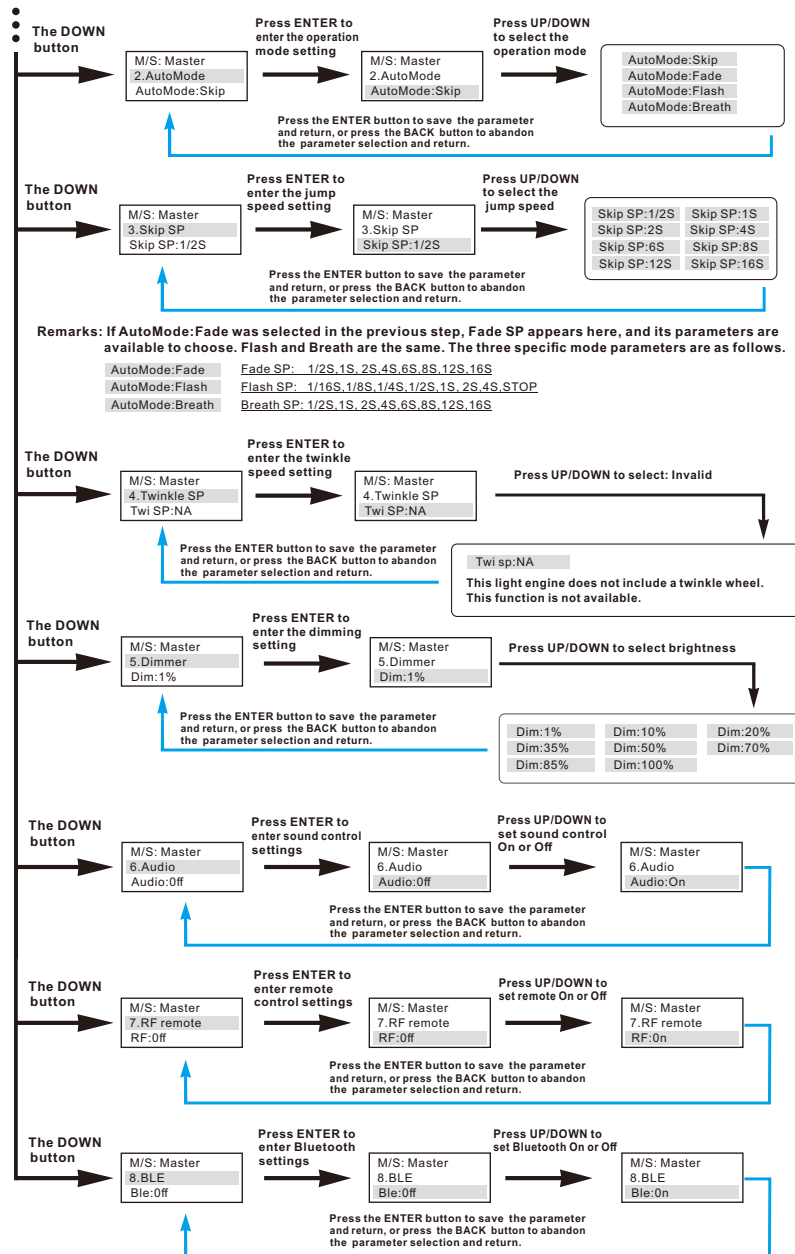 The DOWN
button
M/S: Master
2.AutoMode
AutoMode:Skip
Press ENTER to
enter the operation
mode setting
M/S: Master
2.AutoMode
AutoMode:Skip
Press UP/DOWN
to select the
operation mode
AutoMode:Skip
AutoMode:Fade
AutoMode:Flash
AutoMode:Breath
Press the ENTER button to save the parameter
and return, or press the BACK button to abandon
the parameter selection and return.
The DOWN
button
M/S: Master
3.Skip SP
Skip SP:1/2S
Press ENTER to
enter the jump
speed setting
M/S: Master
3.Skip SP
Skip SP:1/2S
Press UP/DOWN
to select the
jump speed
Skip SP:1/2S Skip SP:1S
Skip SP:2S Skip SP:4S
Skip SP:6S Skip SP:8S
Skip SP:12S Skip SP:16S
Press the ENTER button to save the parameter
and return, or press the BACK button to abandon
the parameter selection and return.
Remarks: If AutoMode:Fade was selected in the previous step, Fade SP appears here, and its parameters are
available to choose. Flash and Breath are the same. The three specific mode parameters are as follows.
AutoMode:Fade Fade SP: 1/2S,1S, 2S,4S,6S,8S,12S,16S
AutoMode:Flash Flash SP: 1/16S,1/8S,1/4S,1/2S,1S, 2S,4S,STOP
AutoMode:Breath Breath SP: 1/2S,1S, 2S,4S,6S,8S,12S,16S
The DOWN
button
M/S: Master
4.Twinkle SP
Twi SP:NA
Press ENTER to
enter the twinkle
speed setting
M/S: Master
4.Twinkle SP
Twi SP:NA
Press UP/DOWN to select: Invalid
Twi sp:NA
This light engine does not include a twinkle wheel.
This function is not available.
Press the ENTER button to save the parameter
and return, or press the BACK button to abandon
the parameter selection and return.
The DOWN
button
M/S: Master
5.Dimmer
Dim:1%
Press ENTER to
enter the dimming
setting
M/S: Master
5.Dimmer
Dim:1%
Press UP/DOWN to select brightness
Dim:1% Dim:10% Dim:20%
Dim:35% Dim:50% Dim:70%
Dim:85% Dim:100%
Press the ENTER button to save the parameter
and return, or press the BACK button to abandon
the parameter selection and return.
The DOWN
button
M/S: Master
6.Audio
Audio:0ff
Press ENTER to
enter sound control
settings
M/S: Master
6.Audio
Audio:0ff
Press UP/DOWN to
set sound control
On or Off
M/S: Master
6.Audio
Audio:On
Press the ENTER button to save the parameter
and return, or press the BACK button to abandon
the parameter selection and return.
The DOWN
button
M/S: Master
7.RF remote
RF:0ff
Press ENTER to
enter remote
control settings
M/S: Master
7.RF remote
RF:0ff
Press UP/DOWN to
set remote On or Off
M/S: Master
7.RF remote
RF:0n
Press the ENTER button to save the parameter
and return, or press the BACK button to abandon
the parameter selection and return.
The DOWN
button
M/S: Master
8.BLE
Ble:0ff
Press ENTER to
enter Bluetooth
settings
M/S: Master
8.BLE
Ble:0ff
Press UP/DOWN to
set Bluetooth On or Off
M/S: Master
8.BLE
Ble:0n
Press the ENTER button to save the parameter
and return, or press the BACK button to abandon
the parameter selection and return.